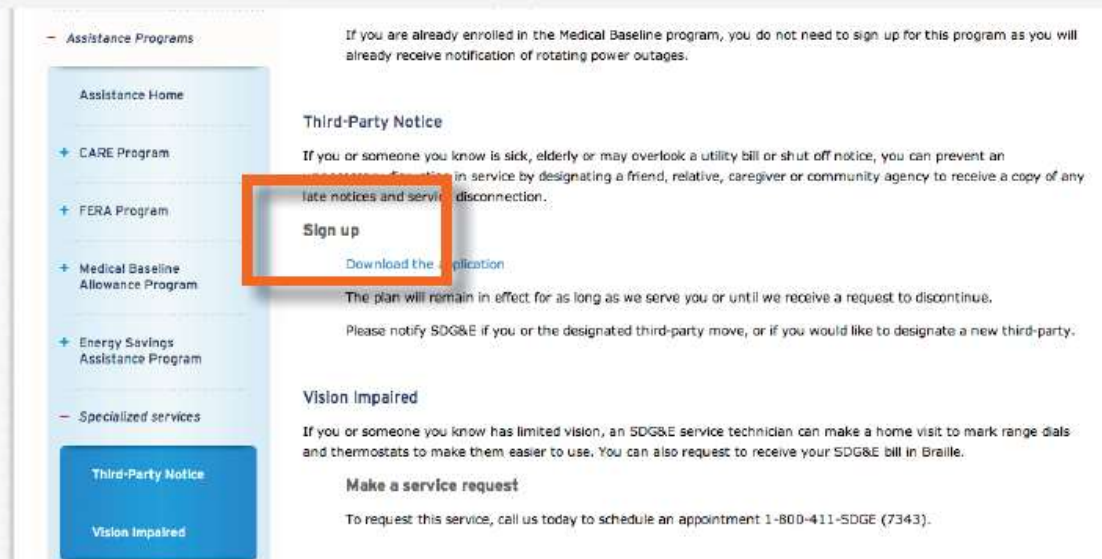 Assistance Programs
Assistance Home
CARE Program
FERA Program
Medical Baseline
Allowance Program
Energy Savings
Assistance Program
Specialized services
Third-Party Notice
Vision Impaired
If you are already enrolled in the Medical Baseline program, you do not need to sign up for this program as you will
already receive notification of rotating power outages.
Third-Party Notice
If you or someone you know is sick, elderly or may overlook a utility bill or shut off notice, you can prevent an
in service by designating a friend, relative, caregiver or community agency to receive a copy of any
late notices and service disconnection.
Sign up
Download the application
The plan will remain in effect for as long as we serve you or until we receive a request to discontinue.
Please notify SDG&E if you or the designated third-party move, or if you would like to designate a new third-party.
Vision Impaired
If you or someone you know has limited vision, an SDG&E service technician can make a home visit to mark range dials
and thermostats to make them easier to use. You can also request to receive your SDG&E bill in Braille.
Make a service request
To request this service, call us today to schedule an appointment 1-800-411-SDGE (7343).